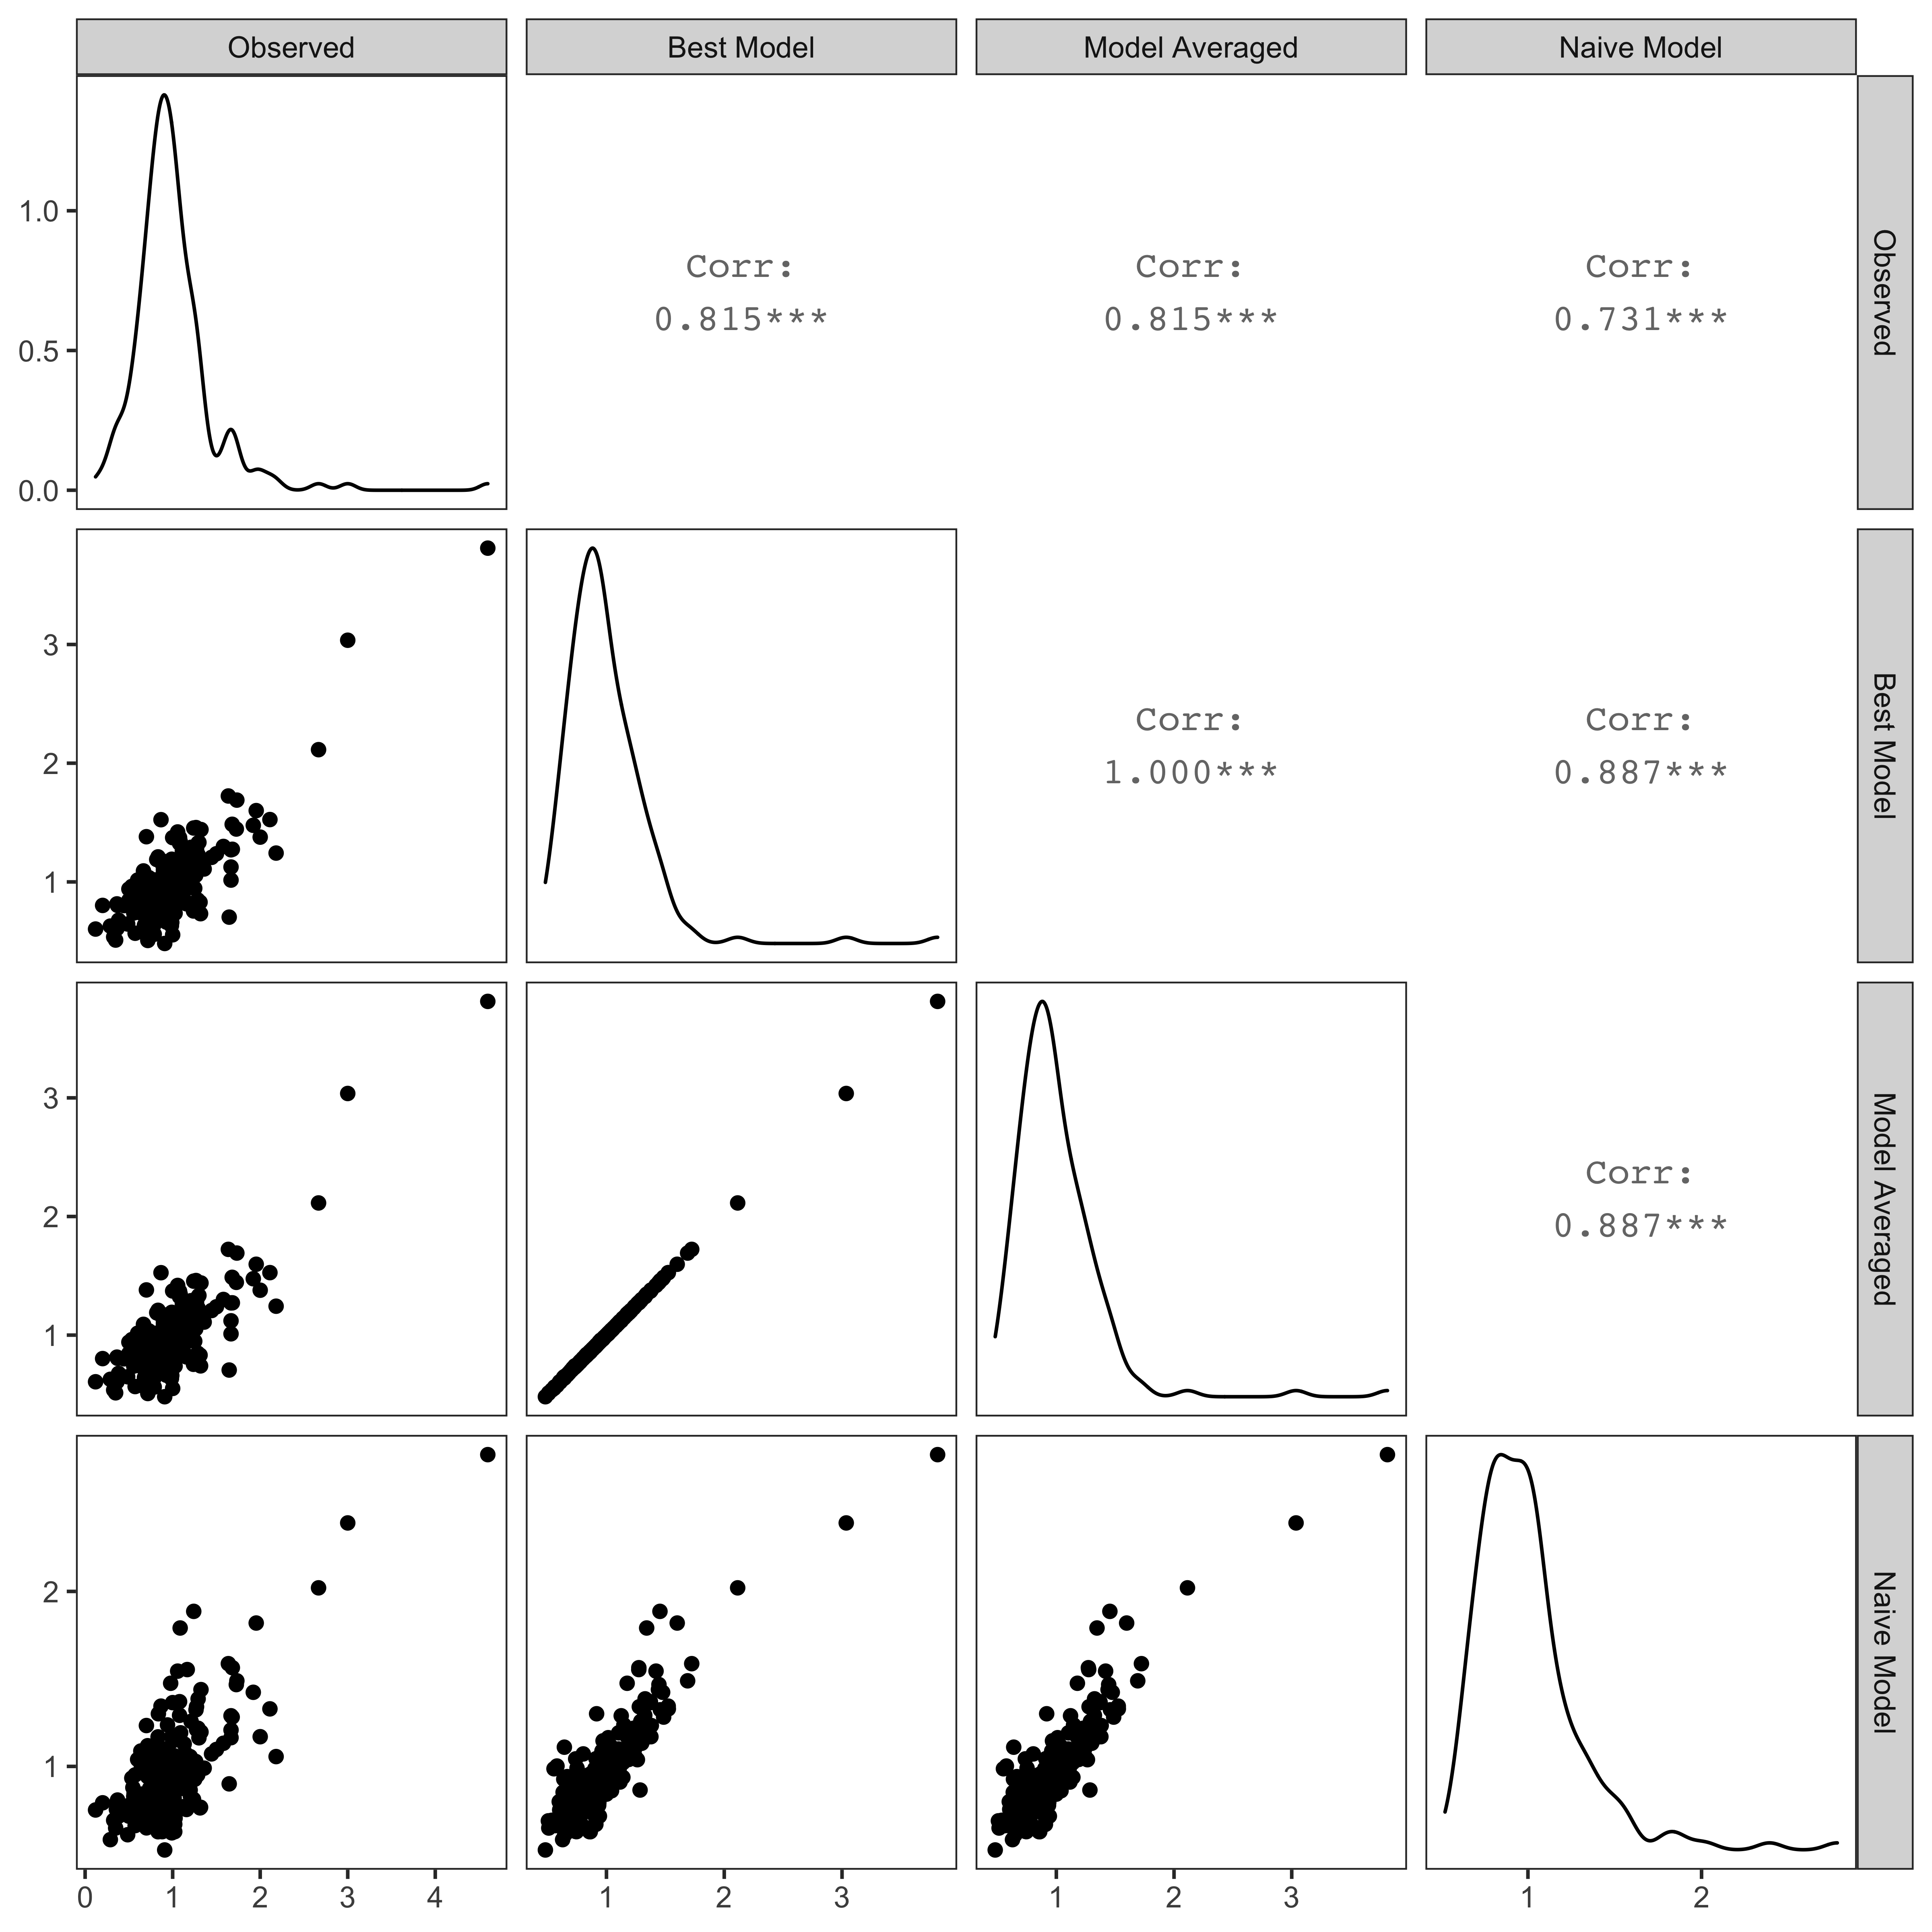 Observed
Best Model
Model Averaged
Naive Model
1.0
0.5
0.0
Corr:
0.815***
Corr:
0.815***
Corr:
0.731***
Observed
3
2
1
Corr:
1.000***
Corr:
0.887***
Best Model
3
2
1
Corr:
0.887***
Model Averaged
2
1
Naive Model
0 1 2 3 4
1 2 3
1 2 3
1 2